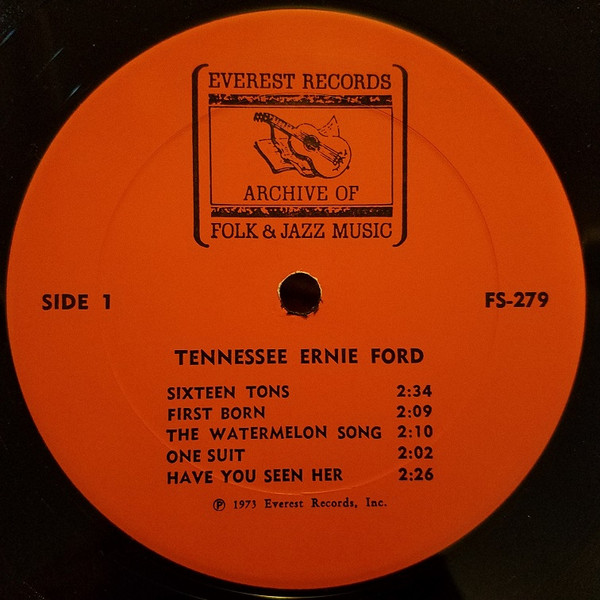 EVEREST RECORDS
ARCHIVE OF
FOLK & JAZZ MUSIC
SIDE 1 FS-279
TENNESSEE ERNIE FORD
SIXTEEN TONS 2:34
FIRST BORN 2:09
THE WATERMELON SONG 2:10
ONE SUIT 2:02
HAVE YOU SEEN HER 2:26
℗ 1973 Everest Records, Inc.